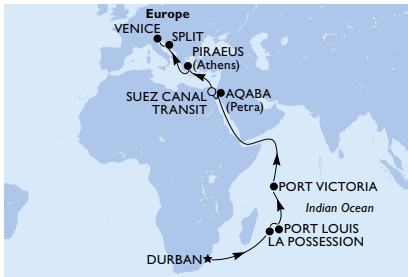 Europe
VENICE
SPLIT
PIRAEUS
(Athens)
SUEZ CANAL
TRANSIT
AQABA
(Petra)
PORT VICTORIA
Indian Ocean
PORT LOUIS
LA POSSESSION
DURBAN